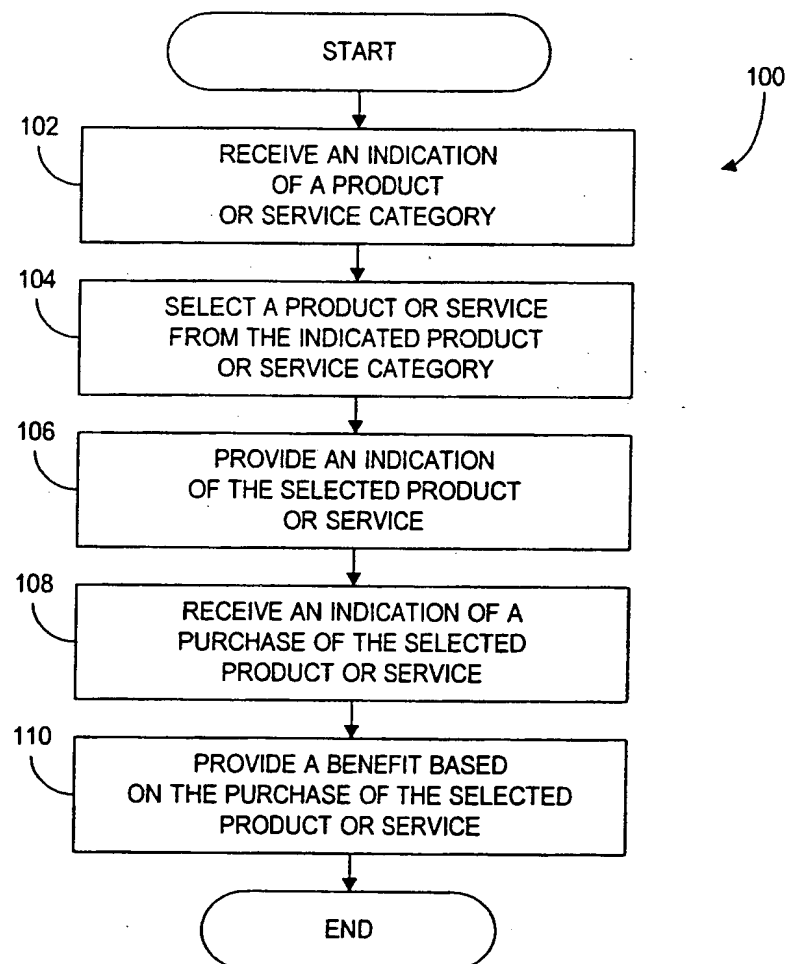 START
100
102
RECEIVE AN INDICATION
OF A PRODUCT
OR SERVICE CATEGORY
104
SELECT A PRODUCT OR SERVICE
FROM THE INDICATED PRODUCT
OR SERVICE CATEGORY
106
PROVIDE AN INDICATION
OF THE SELECTED PRODUCT
OR SERVICE
108
RECEIVE AN INDICATION OF A
PURCHASE OF THE SELECTED
PRODUCT OR SERVICE
110
PROVIDE A BENEFIT BASED
ON THE PURCHASE OF THE SELECTED
PRODUCT OR SERVICE
END